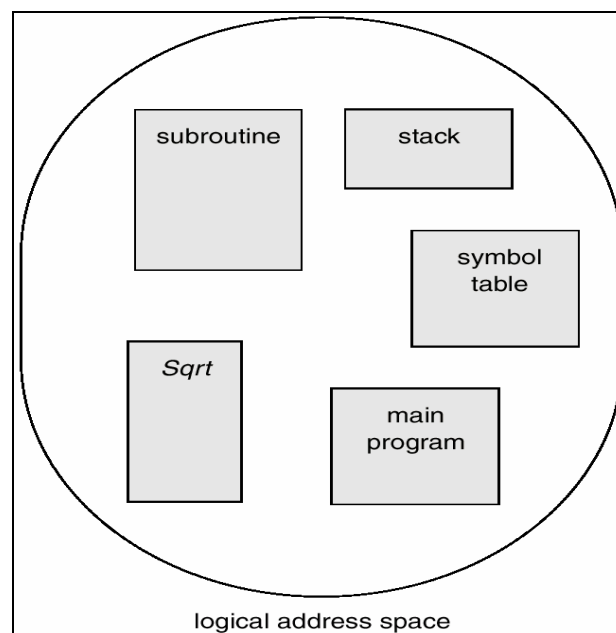 subroutine
stack
symbol
table
Sqrt
main
program
logical address space